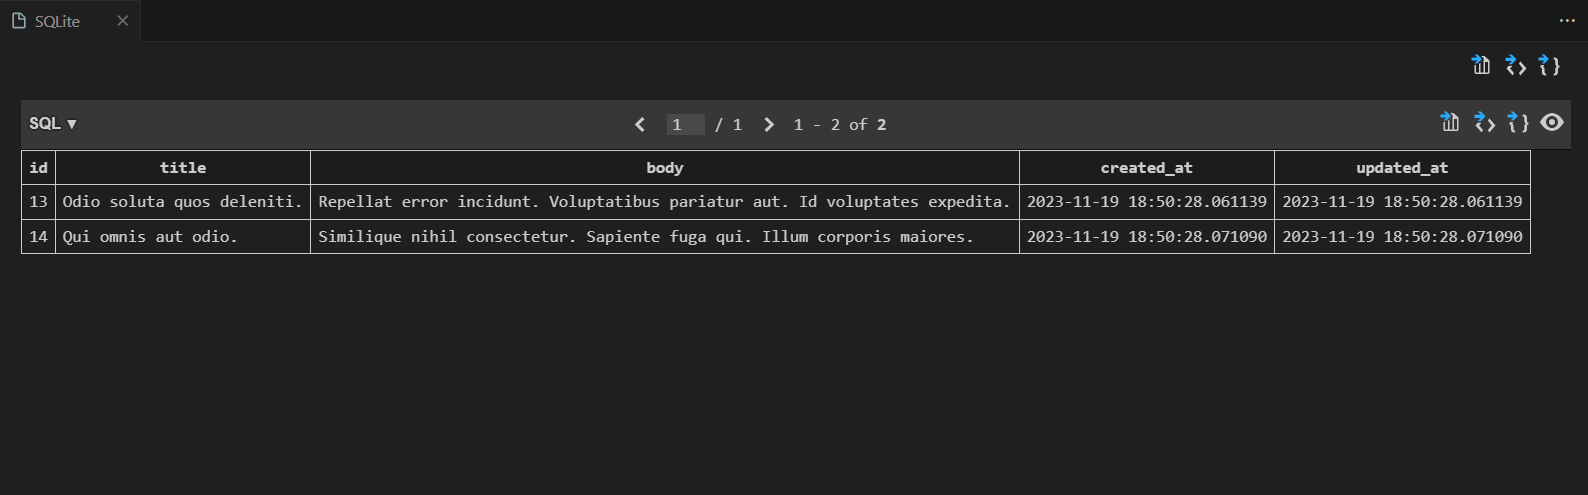 SQLite
SQL ▼ 1 / 1 1 - 2 of 2
id title body created_at updated_at
13 Odio soluta quos deleniti. Repellat error incidunt. Voluptatibus pariatur aut. Id voluptates expedita. 2023-11-19 18:50:28.061139 2023-11-19 18:50:28.061139
14 Qui omnis aut odio. Similique nihil consectetur. Sapiente fuga qui. Illum corporis maiores. 2023-11-19 18:50:28.071090 2023-11-19 18:50:28.071090